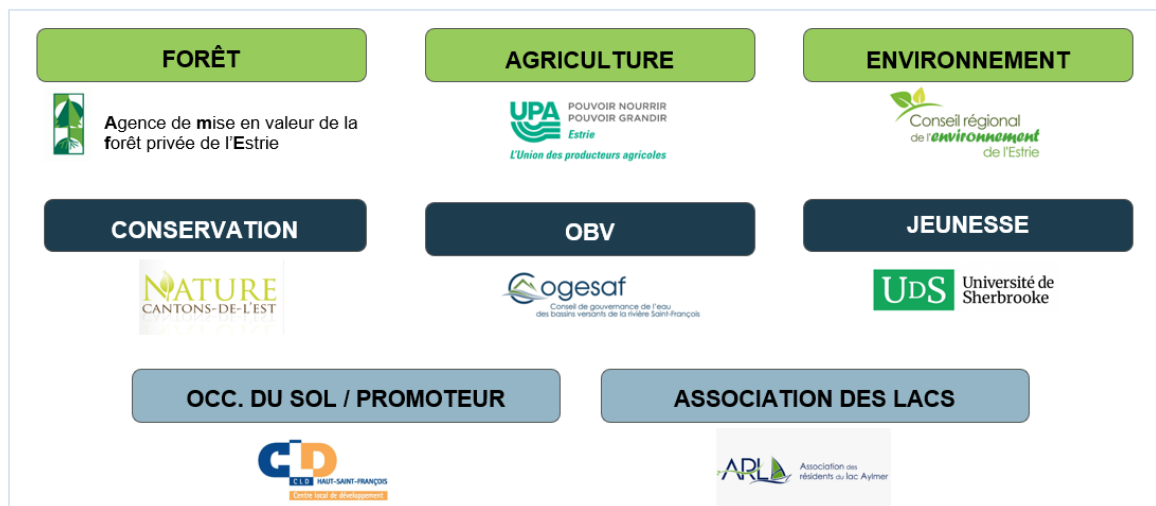 FORÊT
AGRICULTURE
ENVIRONNEMENT
Agence de mise en valeur de la
forêt privée de l'Estrie
UPA
POUVOIR NOURRIR
POUVOIR GRANDIR
Estrie
L'Union des producteurs agricoles
Conseil régional
de l'environnement
de l'Estrie
CONSERVATION
OBV
JEUNESSE
NATURE
CANTONS-DE-L'EST
Cogesaf
Conseil de gouvernance de l'eau
des bassins versants de la rivière Saint-François
UDS
Université de
Sherbrooke
OCC. DU SOL / PROMOTEUR
ASSOCIATION DES LACS
CLD
CLD HAUT-SAINT-FRANÇOIS
Centre local de développement
ARLA
Association des
résidents du lac Aylmer